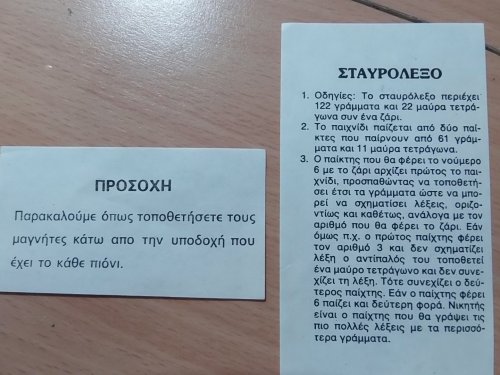 ΠΡΟΣΟΧΗ
Παρακαλούμε όπως τοποθετήσετε τους
μαγνήτες κάτω απο την υποδοχή που
έχει το κάθε πιόνι.
ΣΤΑΥΡΟΛΕΞΟ
1. Οδηγίες: Το σταυρόλεξο περιέχει
122 γράμματα και 22 μαύρα τετρά-
γωνα συν ένα ζάρι.
2. Το παιχνίδι παίζεται από δύο παί-
κτες που παίρνουν από 61 γράμ-
ματα και 11 μαύρα τετράγωνα.
3. Ο παίκτης που θα φέρει το νούμερο
6 με το ζάρι αρχίζει πρώτος το παι-
χνίδι, προσπαθώντας να τοποθετή-
σει έτσι τα γράμματα ώστε να μπο-
ρεί να σχηματίσει λέξεις, οριζο-
ντίως και καθέτως, ανάλογα με τον
αριθμό που θα φέρει το ζάρι. Εάν
όμως π.χ. ο πρώτος παίχτης φέρει
τον αριθμό 3 και δεν σχηματίζει
λέξη ο αντίπαλός του τοποθετεί
ένα μαύρο τετράγωνο και δεν συνε-
χίζει τη λέξη. Τότε συνεχίζει ο δεύ-
τερος παίχτης. Εάν ο παίχτης φέρει
6 παίζει και δεύτερη φορά. Νικητής
είναι ο παίχτης που θα γράψει τις
πιο πολλές λέξεις με τα περισσό-
τερα γράμματα.